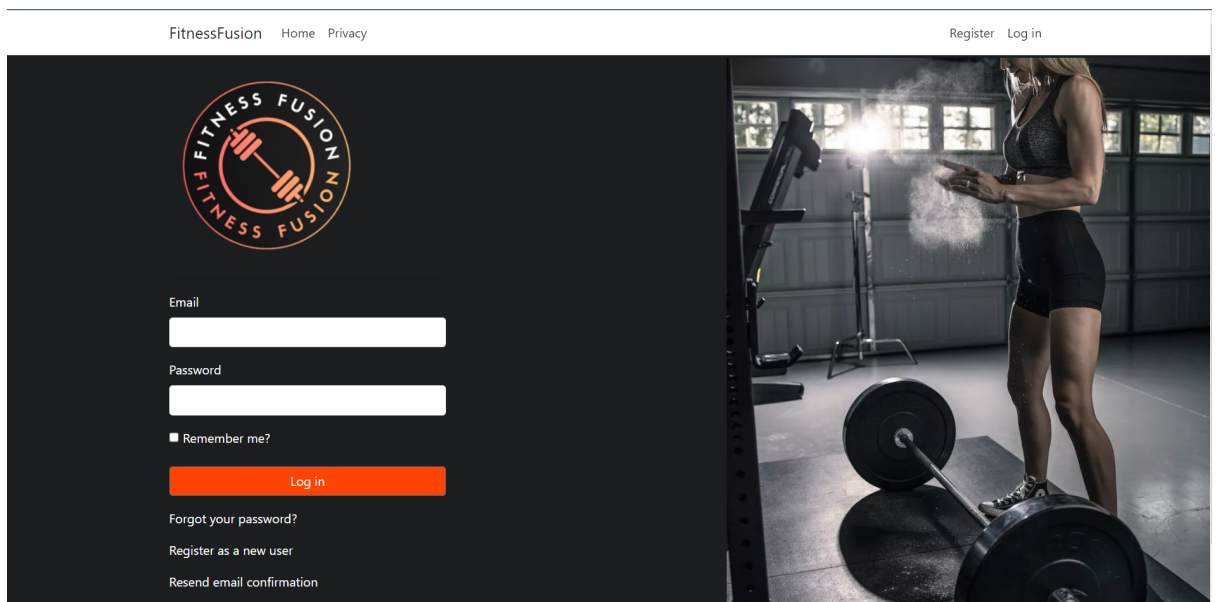 FitnessFusion Home Privacy Register Log in
FITNESS FUSION
FITNESS FUSION
Email
Password
Remember me?
Log in
Forgot your password?
Register as a new user
Resend email confirmation